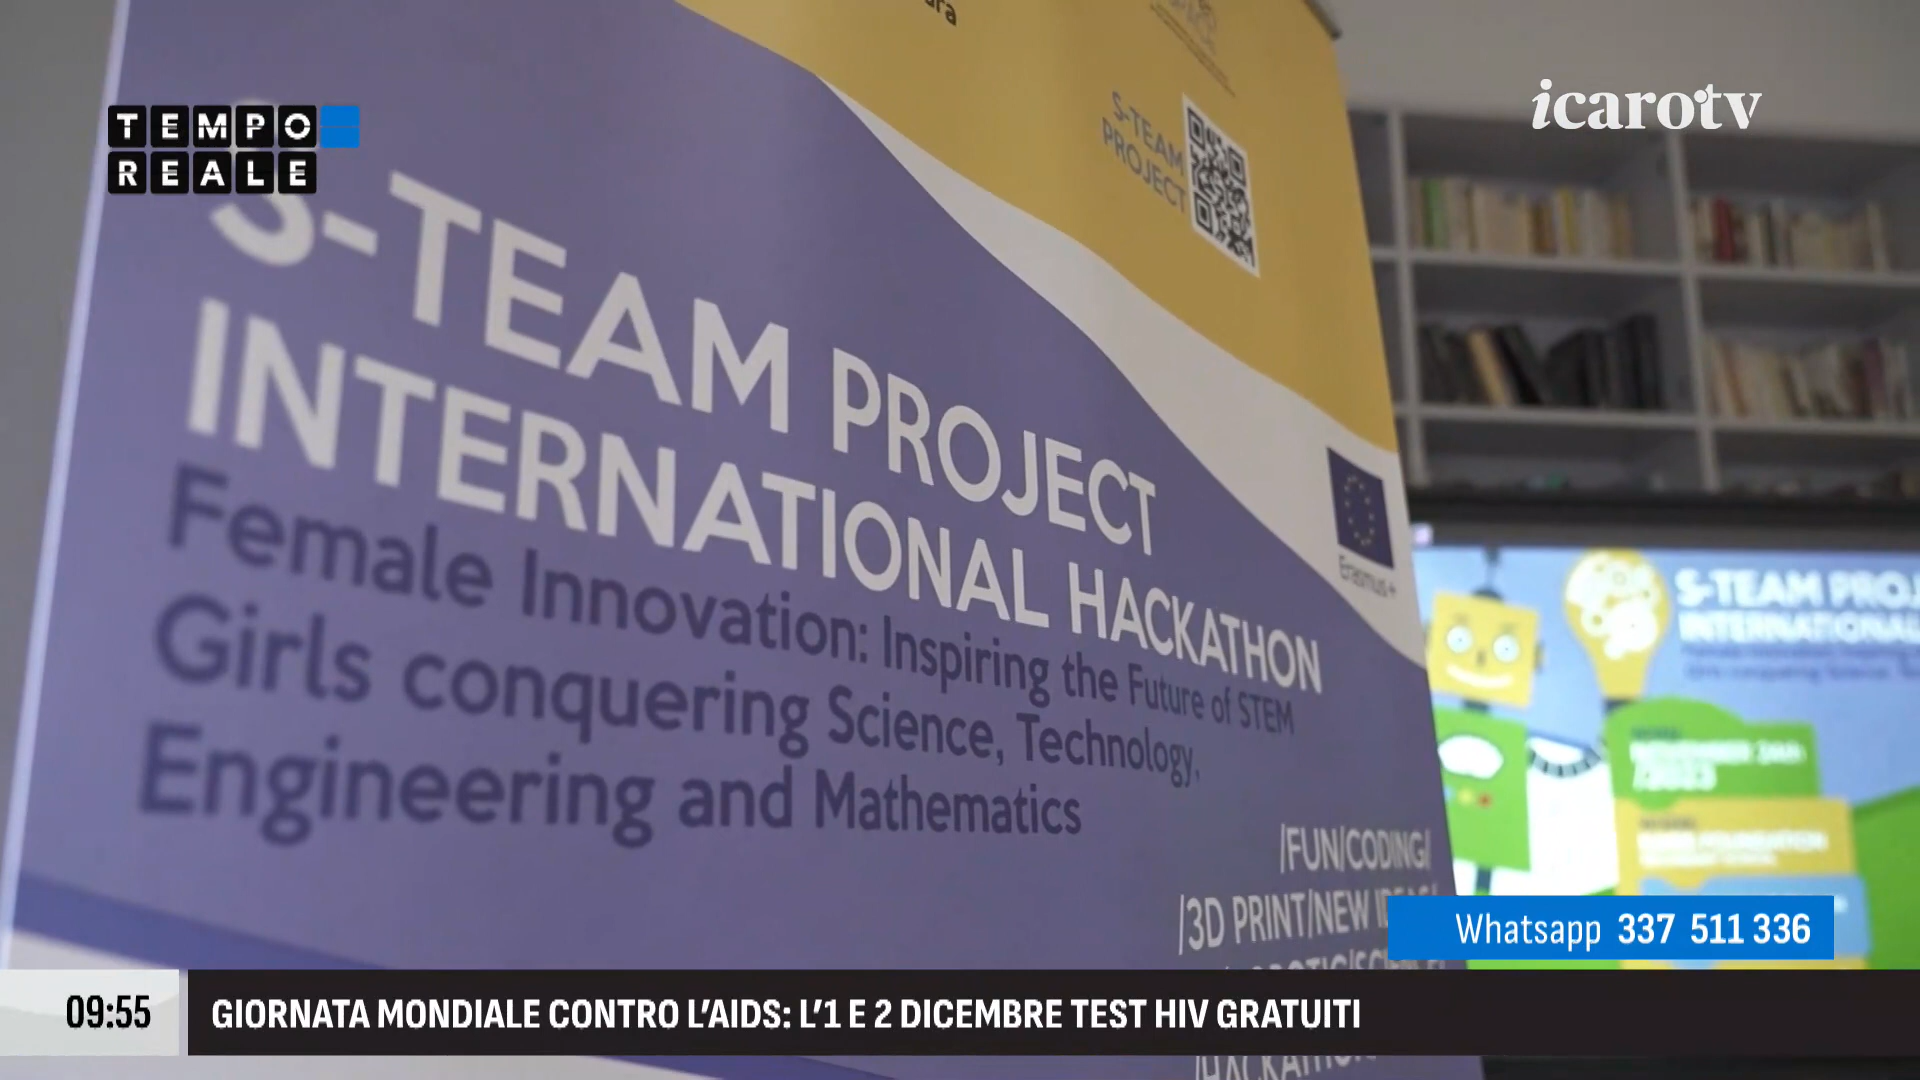 TEMPO
REALE
icarotv
S-TEAM
PROJECT
S-TEAM PROJECT
INTERNATIONAL HACKATHON
Female Innovation: Inspiring the Future of STEM
Girls conquering Science, Technology,
Engineering and Mathematics
Erasmus+
/FUN/CODING/
/3D PRINT/NEW
S-TEAM
INTERNATIONAL
Whatsapp 337 511 336
09:55
GIORNATA MONDIALE CONTRO L'AIDS: L'1 E 2 DICEMBRE TEST HIV GRATUITI